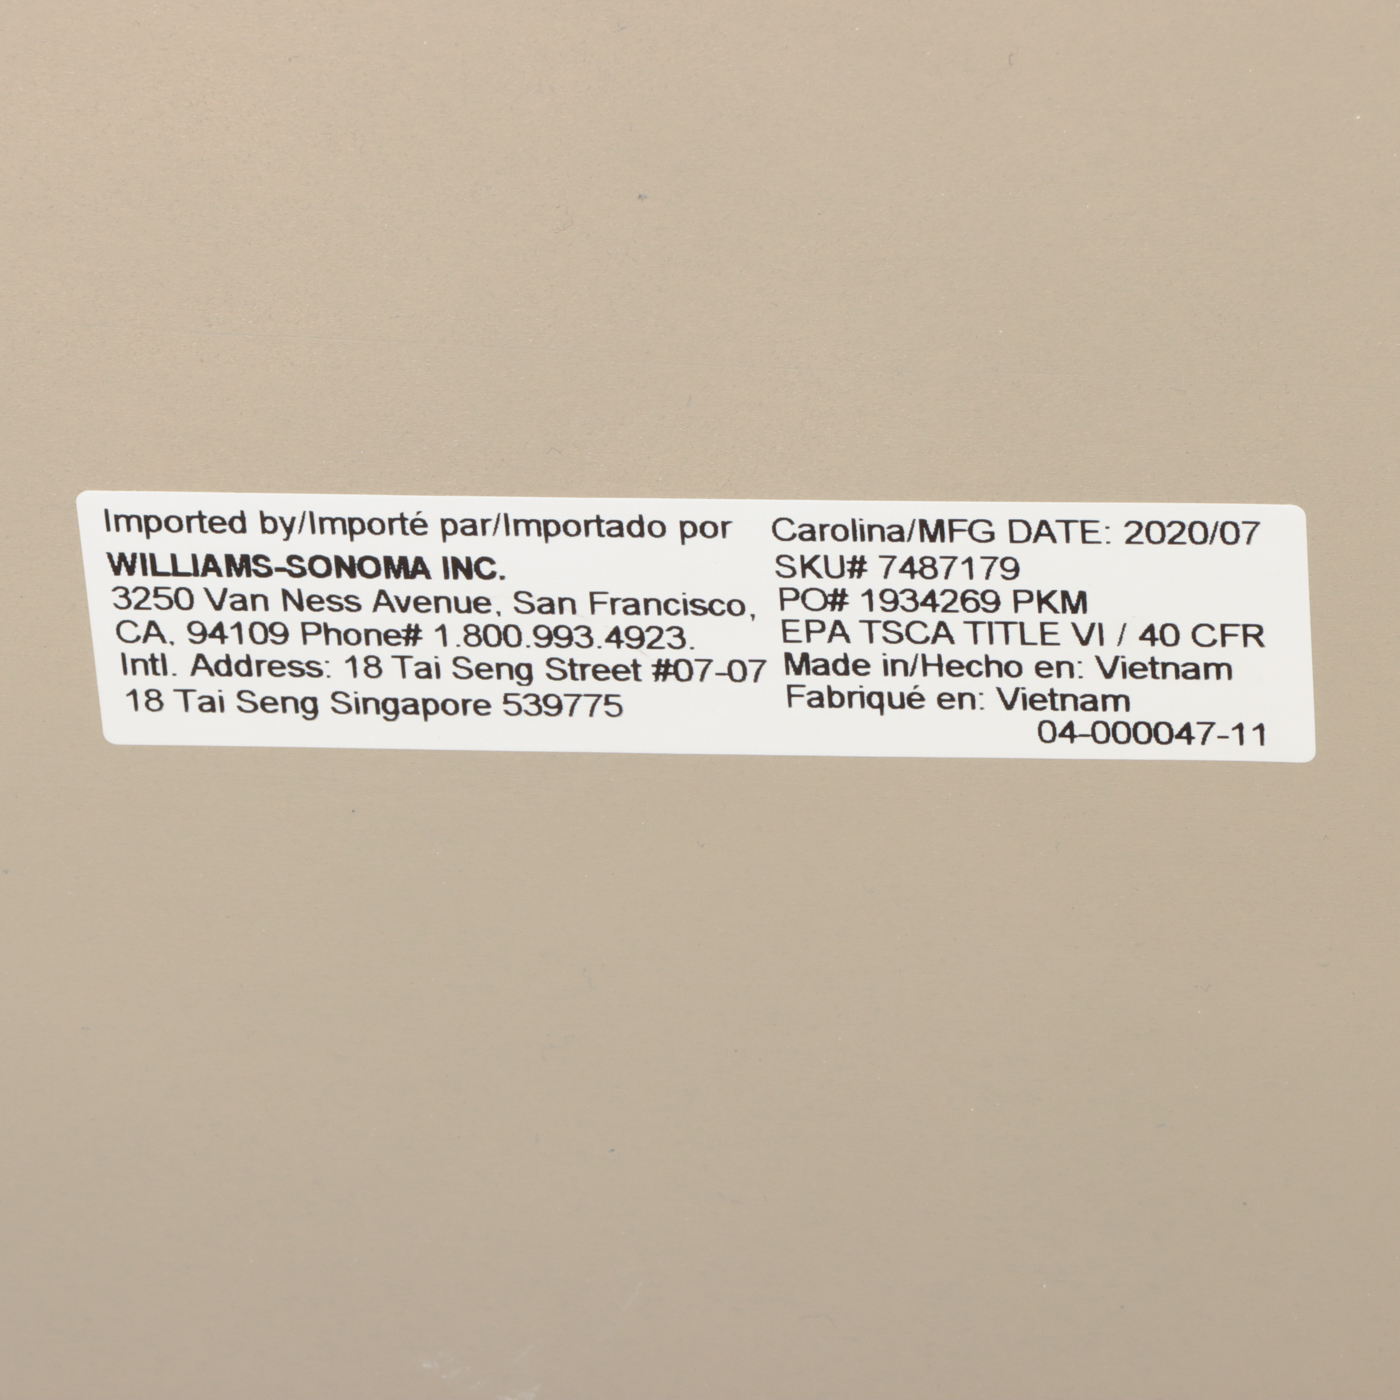 Imported by/Importé par/Importado por
WILLIAMS-SONOMA INC.
3250 Van Ness Avenue, San Francisco,
CA, 94109 Phone# 1.800.993.4923.
Intl. Address: 18 Tai Seng Street #07-07
18 Tai Seng Singapore 539775
Carolina/MFG DATE: 2020/07
SKU# 7487179
PO# 1934269 PKM
EPA TSCA TITLE VI / 40 CFR
Made in/Hecho en: Vietnam
Fabriqué en: Vietnam
04-000047-11